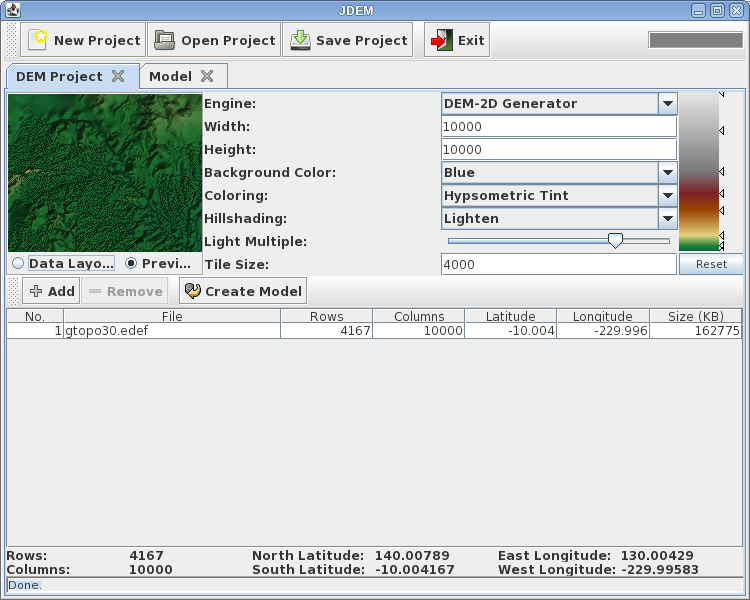 JDEM
New Project Open Project Save Project Exit
DEM Project Model
Engine: DEM-2D Generator
Width: 10000
Height: 10000
Background Color: Blue
Coloring: Hypsometric Tint
Hillshading: Lighten
Light Multiple:
Data Layo... Previ... Tile Size: 4000 Reset
Add Remove Create Model
No. File Rows Columns Latitude Longitude Size (KB)
1 gtopo30.edef 4167 10000 -10.004 -229.996 162775
Rows: 4167 North Latitude: 140.00789 East Longitude: 130.00429
Columns: 10000 South Latitude: -10.004167 West Longitude: -229.99583
Done.